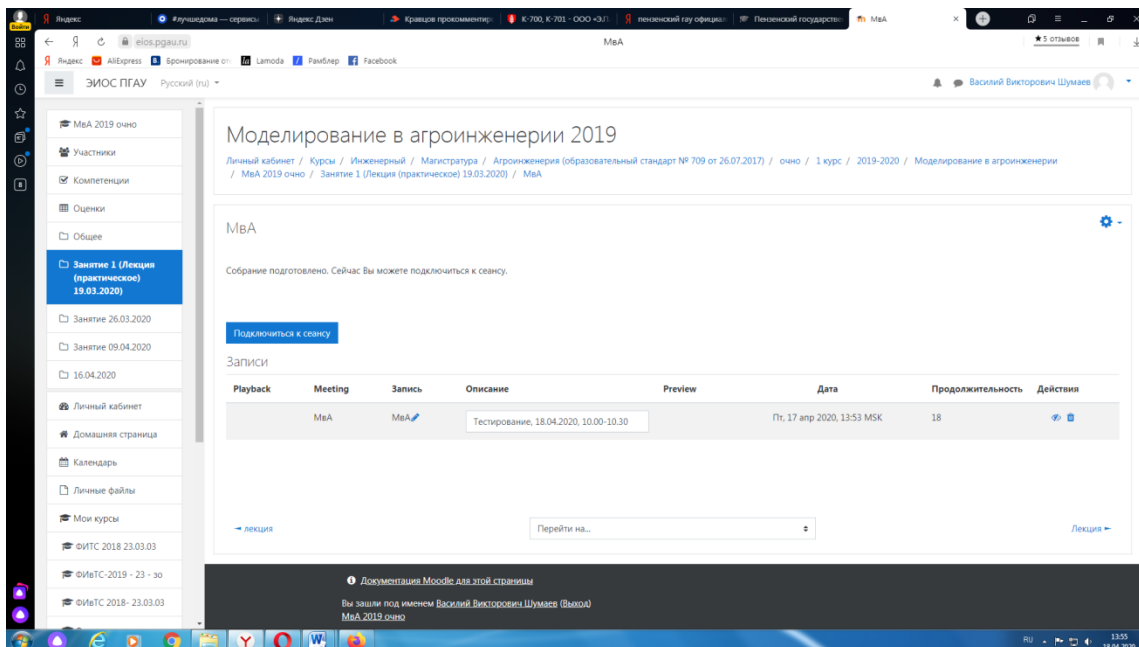 Войти
Яндекс
#лучшедома — сервисы
Яндекс Дзен
Кравцов прокомментир
К-700, К-701 - ООО «З.Г
пензенский гау официал
Пензенский государстве
МвА
eios.pgau.ru
МвА
5 отзывов
Яндекс
AliExpress
Бронирование от
Lamoda
Рамблер
Facebook
ЭИОС ПГАУ
Русский (ru)
Василий Викторович Шумаев
МвА 2019 очно
Участники
Компетенции
Оценки
Общее
Занятие 1 (Лекция
(практическое)
19.03.2020)
Занятие 26.03.2020
Занятие 09.04.2020
16.04.2020
Личный кабинет
Домашняя страница
Календарь
Личные файлы
Мои курсы
ФИТС 2018 23.03.03
ФИвТС-2019 - 23 - зо
ФИвТС 2018- 23.03.03
Моделирование в агроинженерии 2019
Личный кабинет / Курсы / Инженерный / Магистратура / Агроинженерия (образовательный стандарт № 709 от 26.07.2017) / очно / 1 курс / 2019-2020 / Моделирование в агроинженерии
/ МвА 2019 очно / Занятие 1 (Лекция (практическое) 19.03.2020) / МвА
МвА
Собрание подготовлено. Сейчас Вы можете подключиться к сеансу.
Подключиться к сеансу
Записи
Playback Meeting Запись Описание Preview Дата Продолжительность Действия
МвА МвА Тестирование, 18.04.2020, 10.00-10.30 Пт, 17 апр 2020, 13:53 MSK 18
◄ лекция
Перейти на...
Лекция ►
Документация Moodle для этой страницы
Вы зашли под именем Василий Викторович Шумаев (Выход)
МвА 2019 очно
RU
13:55
18.04.2020